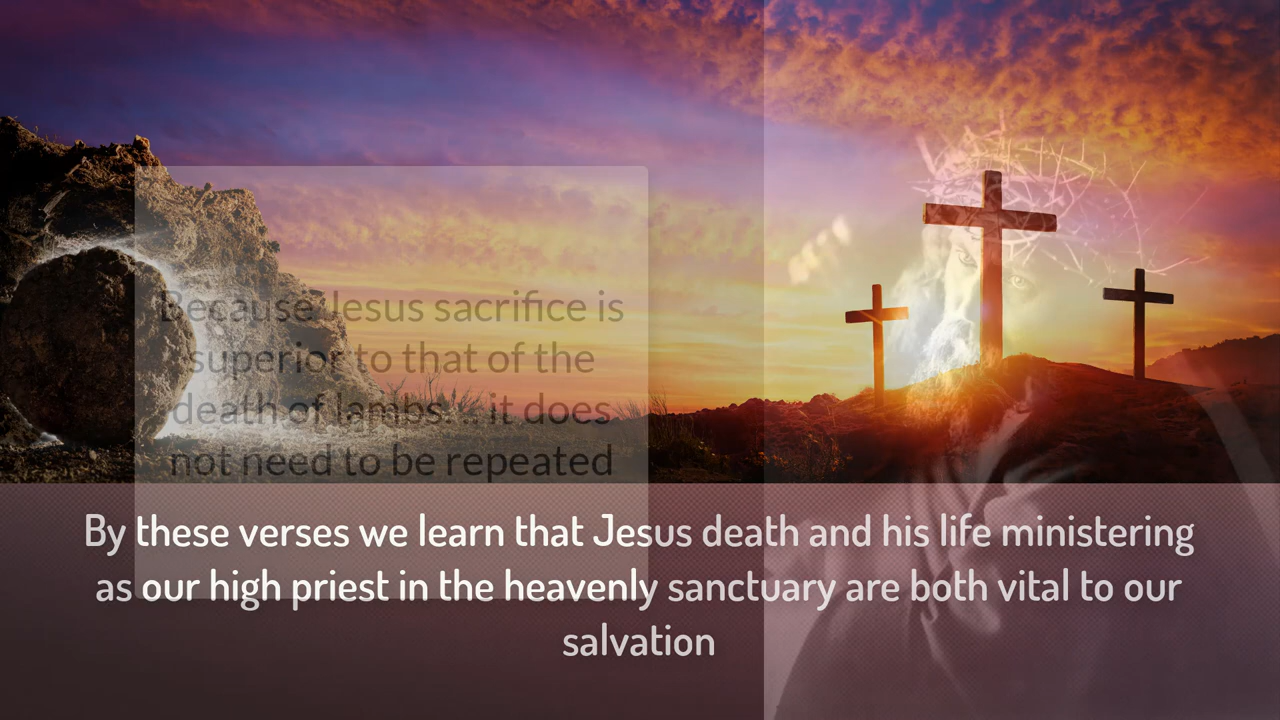 Because Jesus sacrifice is
superior to that of the
death of lambs. . . it does
not need to be repeated
By these verses we learn that Jesus death and his life ministering
as our high priest in the heavenly sanctuary are both vital to our
salvation